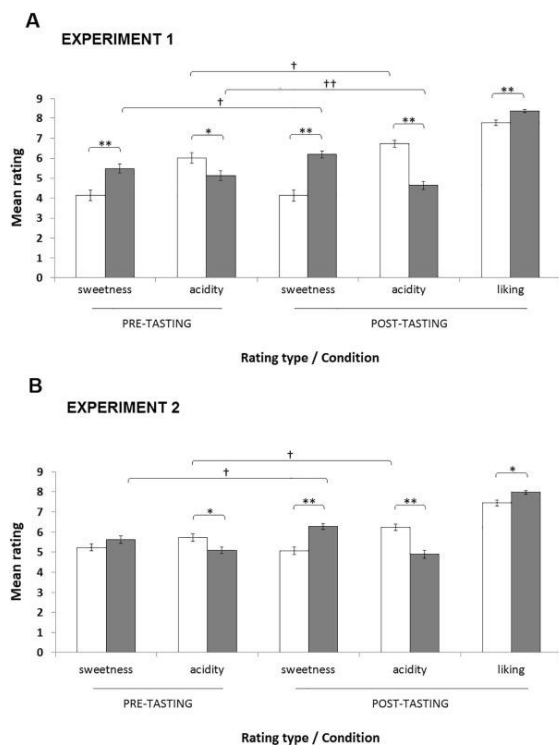 A
EXPERIMENT 1
†
††
†
** * ** ** **
9
8
7
6
5
4
3
2
1
0
Mean rating
sweetness acidity sweetness acidity liking
PRE-TASTING POST-TASTING
Rating type / Condition
B
EXPERIMENT 2
†
†
* ** ** *
9
8
7
6
5
4
3
2
1
0
Mean rating
sweetness acidity sweetness acidity liking
PRE-TASTING POST-TASTING
Rating type / Condition